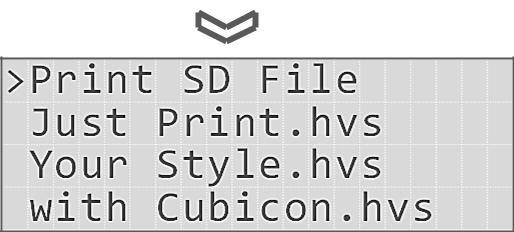 >Print SD File
Just Print.hvs
Your Style.hvs
with Cubicon.hvs